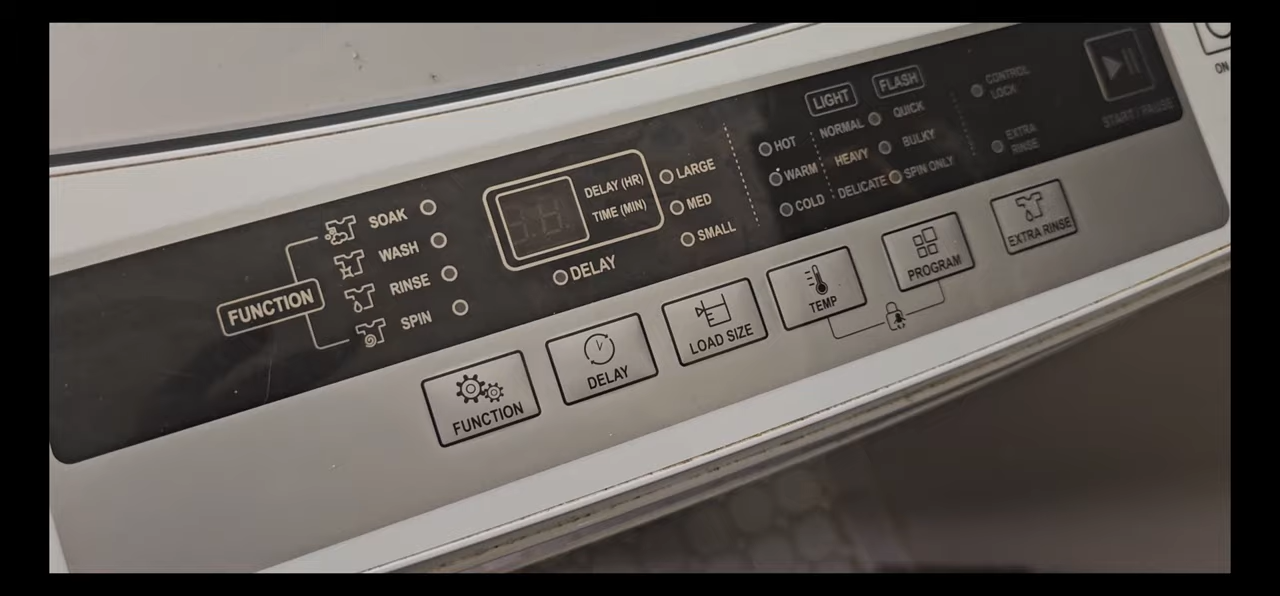 FUNCTION
SOAK
WASH
RINSE
SPIN
DELAY (HR)
TIME (MIN)
DELAY
LARGE
MED
SMALL
HOT
WARM
COLD
LIGHT
FLASH
NORMAL
QUICK
HEAVY
BULKY
DELICATE
SPIN ONLY
CONTROL
LOCK
EXTRA
RINSE
START / PAUSE
ON
FUNCTION
DELAY
LOAD SIZE
TEMP
PROGRAM
EXTRA RINSE